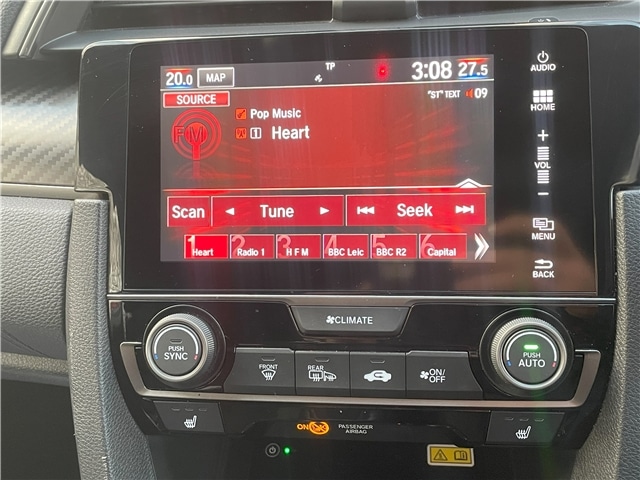 20.0 MAP TP 3:08 27.5
SOURCE "ST" TEXT 09
FM
Pop Music
1 Heart
Scan Tune Seek
1 Heart 2 Radio 1 3 H F M 4 BBC Leic 5 BBC R2 6 Capital
AUDIO
HOME
+
VOL
−
MENU
BACK
CLIMATE
PUSH SYNC
FRONT REAR ON/OFF
PUSH AUTO
ON OFF PASSENGER AIRBAG